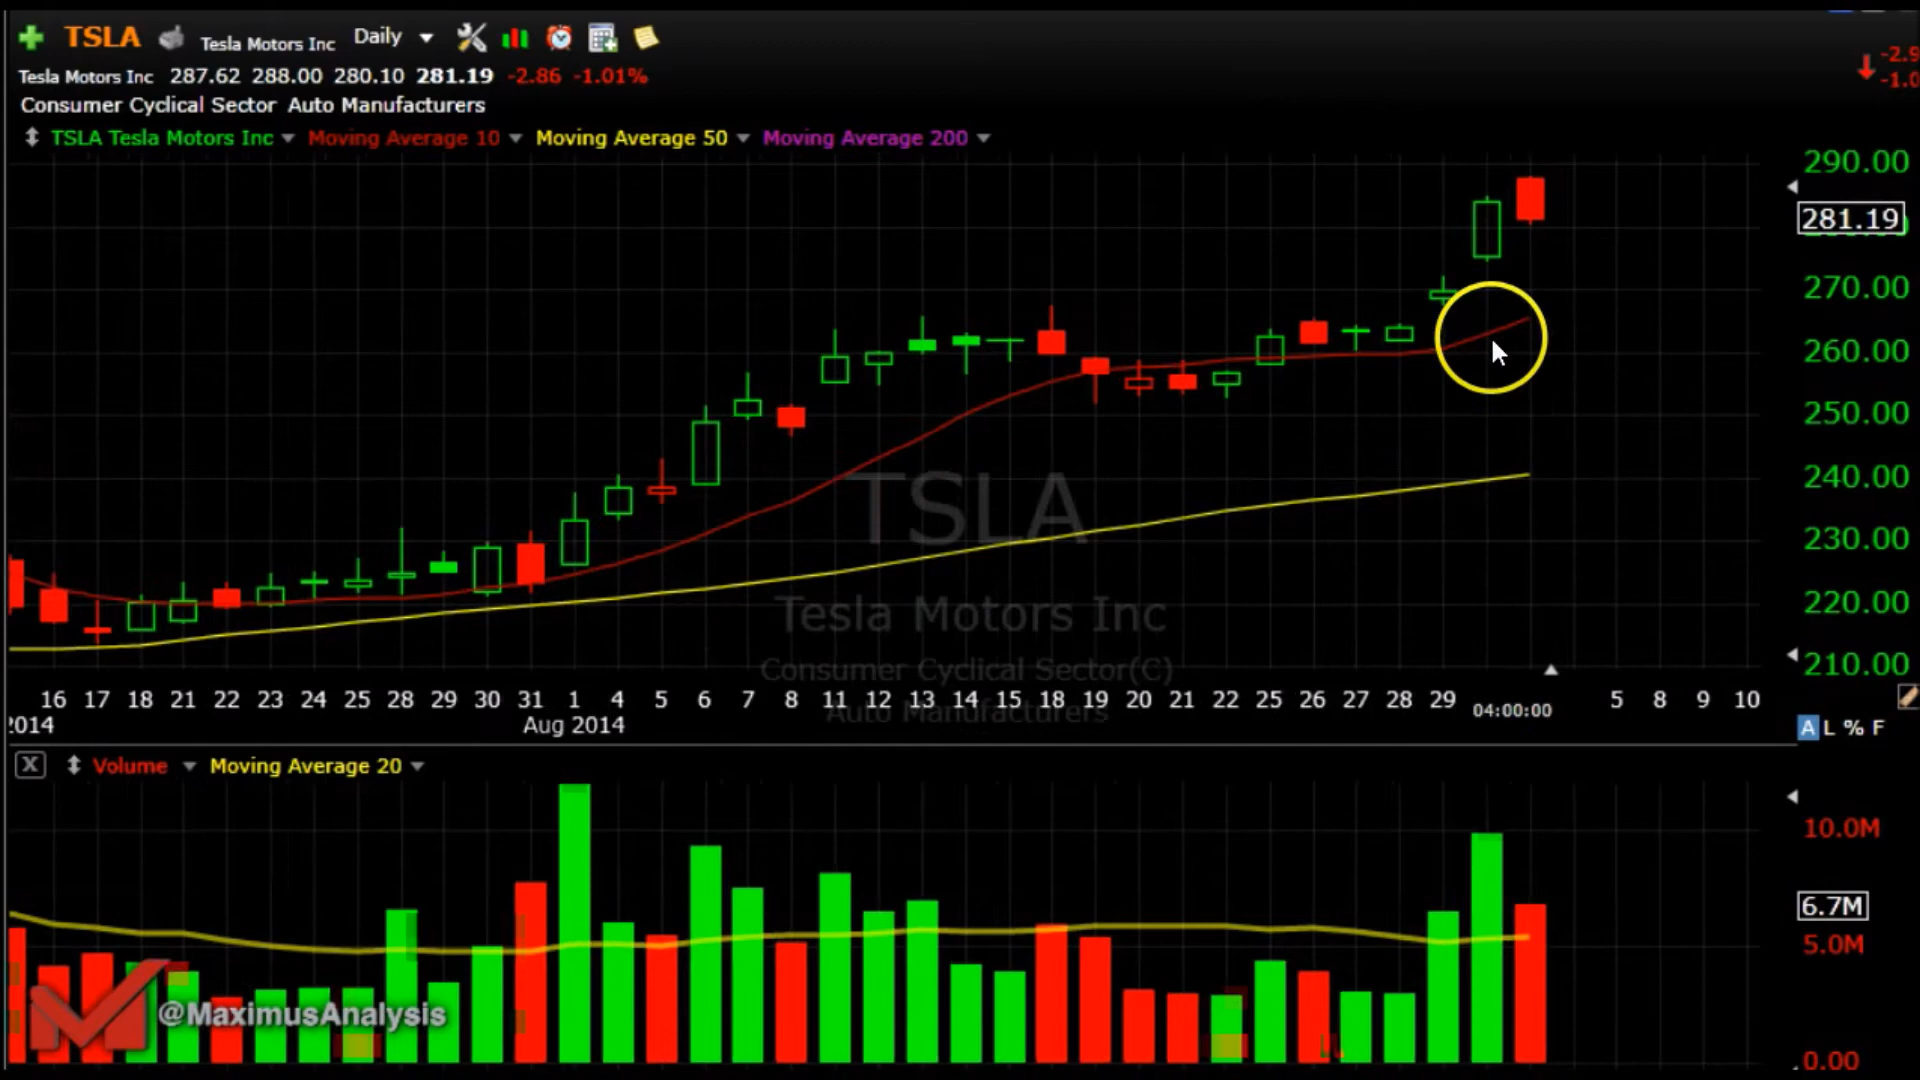 TSLA Tesla Motors Inc Daily
Tesla Motors Inc 287.62 288.00 280.10 281.19 -2.86 -1.01%
Consumer Cyclical Sector Auto Manufacturers
TSLA Tesla Motors Inc Moving Average 10 Moving Average 50 Moving Average 200
290.00
281.19
270.00
260.00
250.00
240.00
230.00
220.00
210.00
TSLA
Tesla Motors Inc
Consumer Cyclical Sector(C)
Auto Manufacturers
16 17 18 21 22 23 24 25 28 29 30 31 1 4 5 6 7 8 11 12 13 14 15 18 19 20 21 22 25 26 27 28 29 04:00:00 5 8 9 10
2014 Aug 2014
A L % F
X Volume Moving Average 20
10.0M
6.7M
5.0M
0.00
@MaximusAnalysis